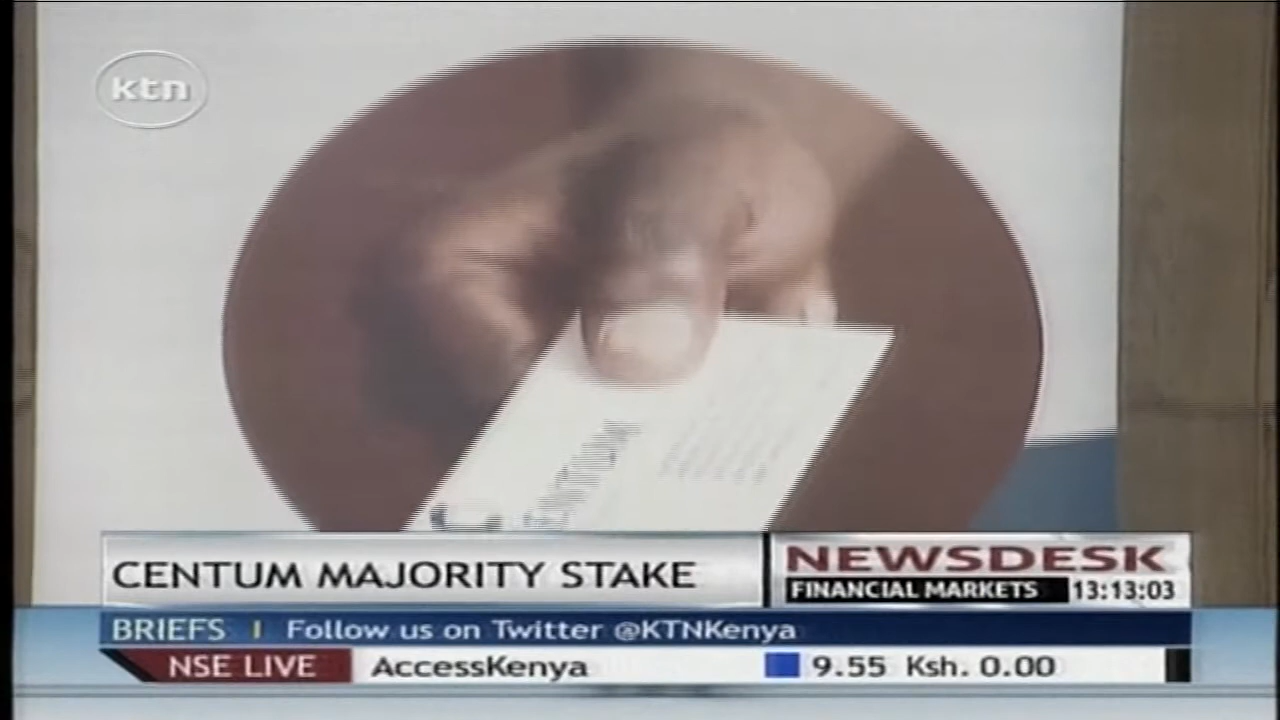 ktn
CENTUM MAJORITY STAKE
NEWSDESK
FINANCIAL MARKETS 13:13:03
BRIEFS I Follow us on Twitter @KTNKenya
NSE LIVE AccessKenya 9.55 Ksh. 0.00